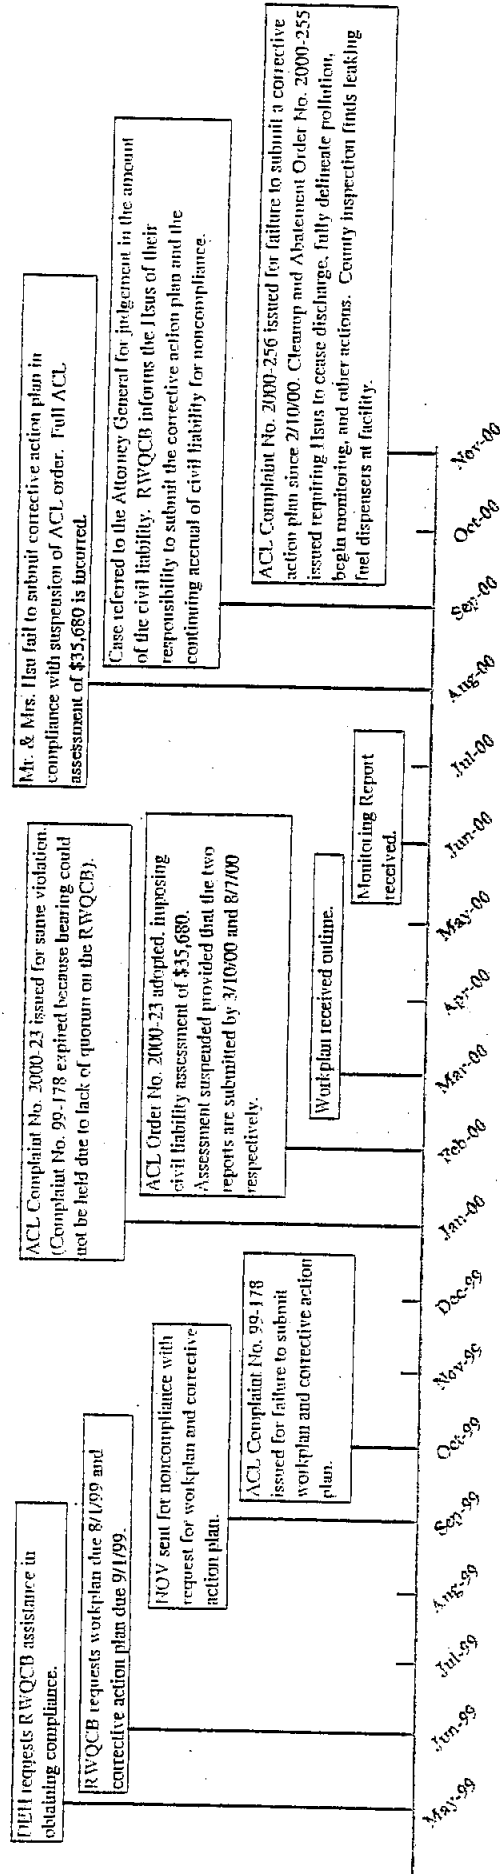 DEH requests RWQCB assistance in
obtaining compliance.
RWQCB requests workplan due 8/1/99 and
corrective action plan due 9/1/99.
NOV sent for noncompliance with
request for workplan and corrective
action plan.
ACL Complaint No. 99-178
issued for failure to submit
workplan and corrective action
plan.
ACL Complaint No. 2000-23 issued for same violation.
(Complaint No. 99-178 expired because hearing could
not be held due to lack of quorum on the RWQCB).
ACL Order No. 2000-23 adopted, imposing
civil liability assessment of $35,680.
Assessment suspended provided that the two
reports are submitted by 3/10/00 and 8/7/00
respectively.
Workplan received ontime.
Monitoring Report
received.
Mr. & Mrs. Hsu fail to submit corrective action plan in
compliance with suspension of ACL order. Full ACL
assessment of $35,680 is incurred.
Case referred to the Attorney General for judgement in the amount
of the civil liability. RWQCB informs the Hsus of their
responsibility to submit the corrective action plan and the
continuing accrual of civil liability for noncompliance.
ACL Complaint No. 2000-256 issued for failure to submit a corrective
action plan since 2/10/00. Cleanup and Abatement Order No. 2000-255
issued requiring Hsus to cease discharge, fully delineate pollution,
begin monitoring, and other actions. County inspection finds leaking
fuel dispensers at facility.
May-99
Jun-99
Jul-99
Aug-99
Sep-99
Oct-99
Nov-99
Dec-99
Jan-00
Feb-00
Mar-00
Apr-00
May-00
Jun-00
Jul-00
Aug-00
Sep-00
Oct-00
Nov-00